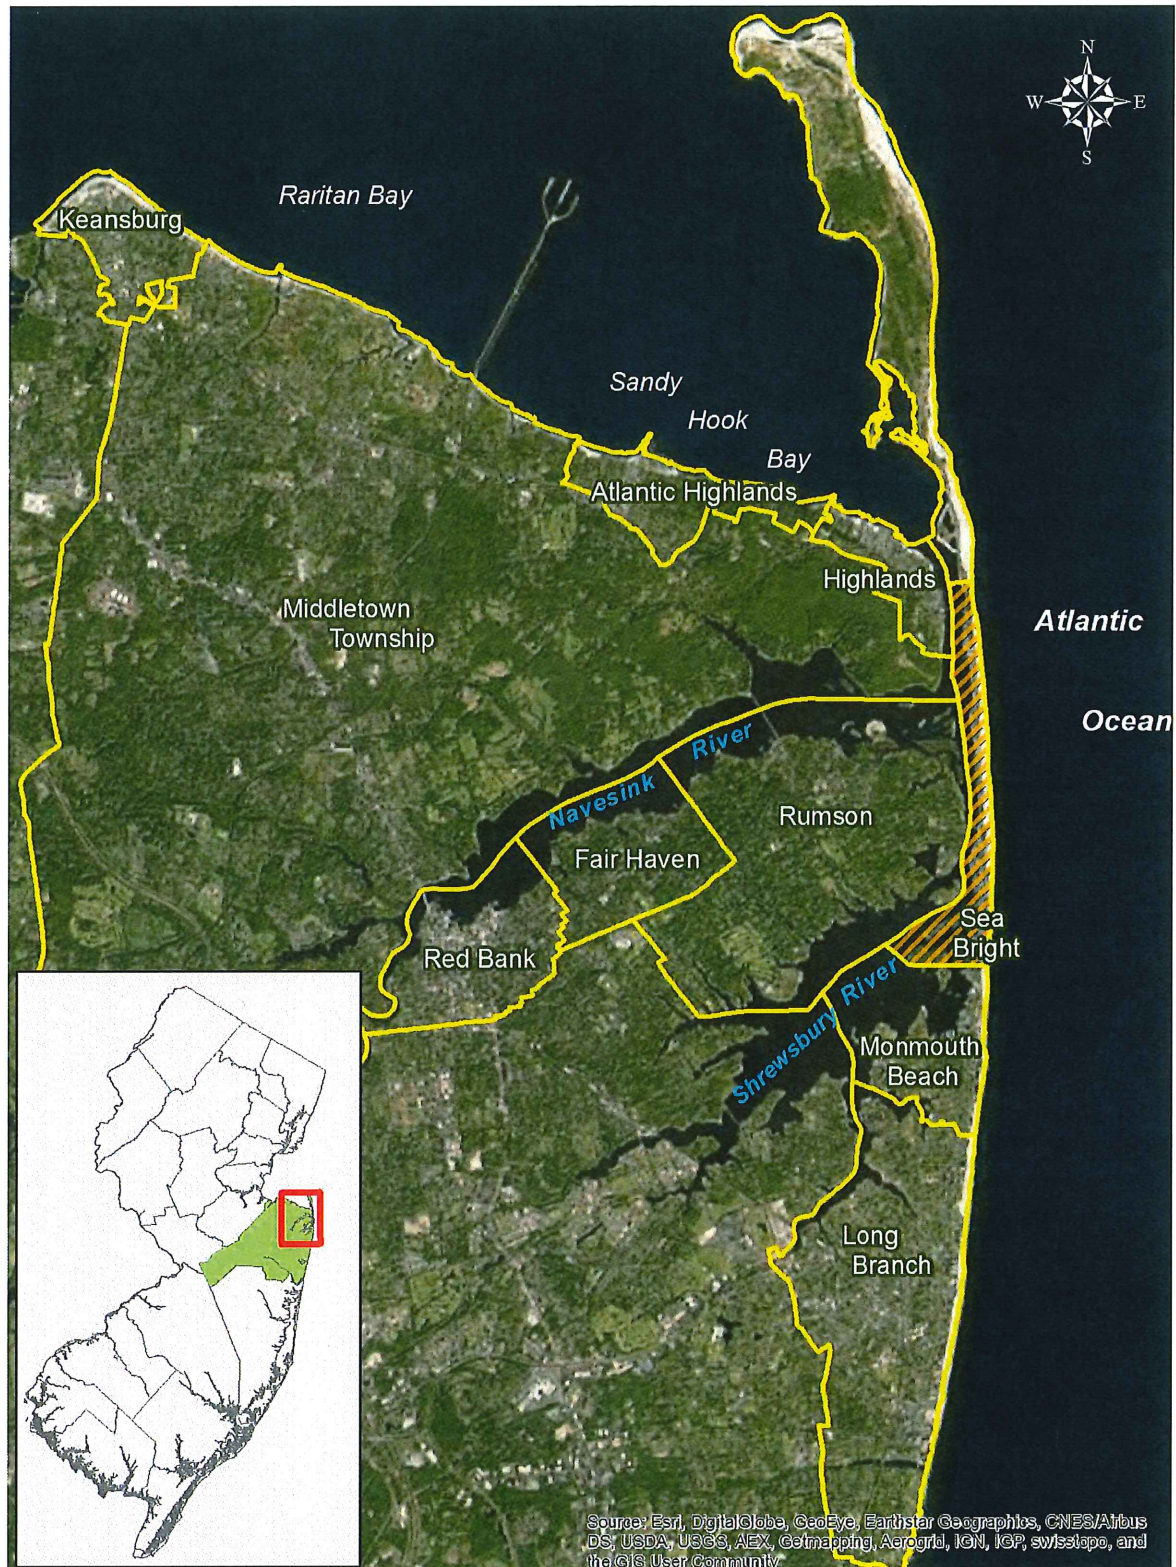 N
W
E
S
Raritan Bay
Keansburg
Sandy
Hook
Bay
Atlantic Highlands
Highlands
Middletown
Township
Atlantic
Ocean
Navesink River
Rumson
Fair Haven
Sea
Bright
Red Bank
Shrewsbury River
Monmouth
Beach
Long
Branch
Source: Esri, DigitalGlobe, GeoEye, Earthstar Geographics, CNES/Airbus
DS, USDA, USGS, AEX, Getmapping, Aerogrid, IGN, IGP, swisstopo, and
the GIS User Community